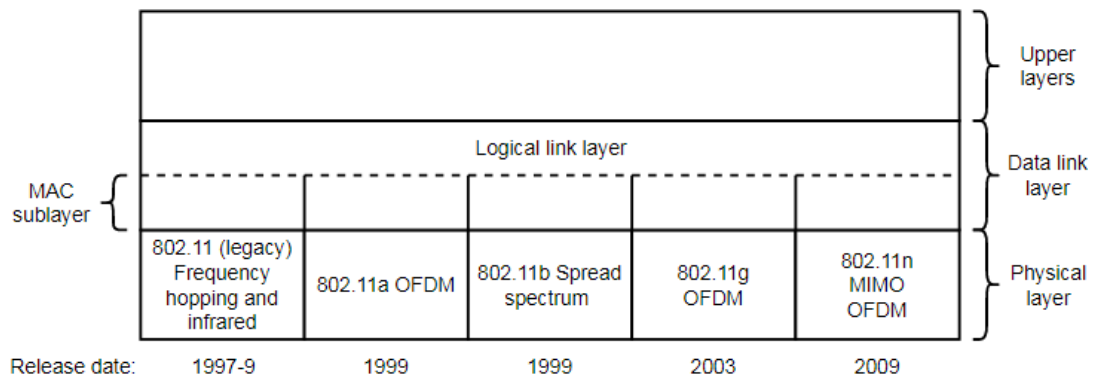 Upper
layers
Logical link layer
Data link
layer
MAC
sublayer
802.11 (legacy)
Frequency
hopping and
infrared
802.11a OFDM
802.11b Spread
spectrum
802.11g
OFDM
802.11n
MIMO
OFDM
Physical
layer
Release date: 1997-9 1999 1999 2003 2009